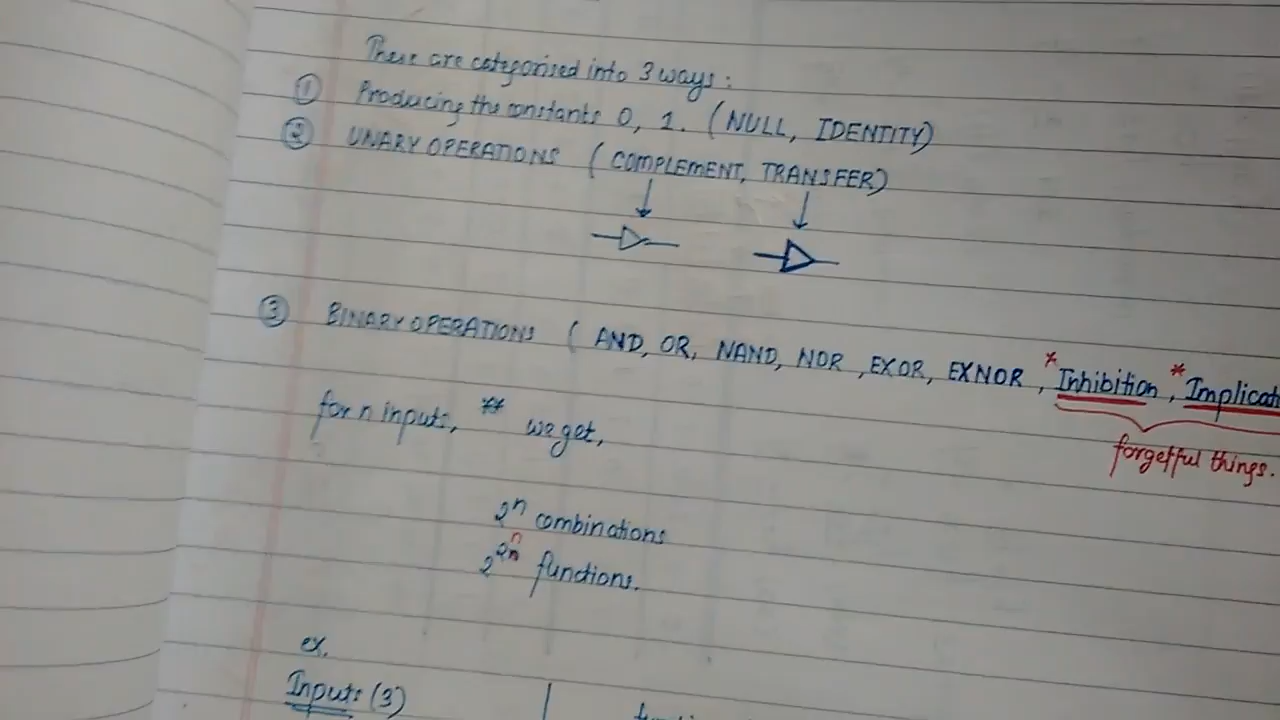 These are categorised into 3 ways:
① Producing the constants 0, 1. (NULL, IDENTITY)
② UNARY OPERATIONS (COMPLEMENT, TRANSFER)
③ BINARY OPERATIONS ( AND, OR, NAND, NOR, EXOR, EXNOR, *Inhibition, *Implicat
forgetful things.
for n inputs, ** we get,
2ⁿ combinations
2^2^n functions.
ex.
Inputs (3)